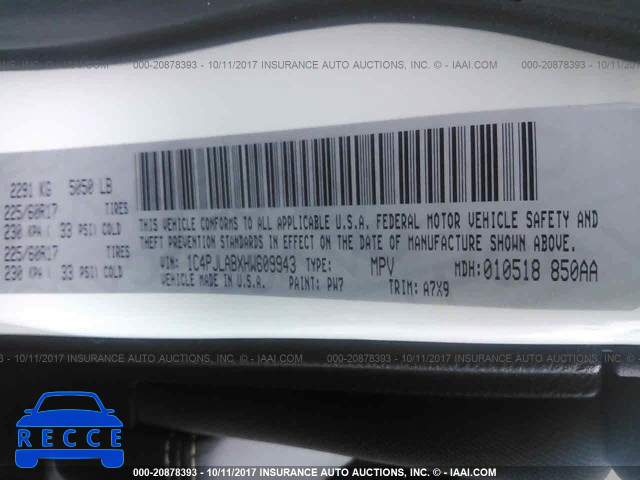 000-20878393 - 10/11/2017 INSURANCE AUTO AUCTIONS, INC. © - IAAI.COM
2291 KG 5050 LB
225/60R17 TIRES
230 KPA ( 33 PSI) COLD
225/60R17 TIRES
230 KPA ( 33 PSI) COLD
THIS VEHICLE CONFORMS TO ALL APPLICABLE U.S.A. FEDERAL MOTOR VEHICLE SAFETY AND
THEFT PREVENTION STANDARDS IN EFFECT ON THE DATE OF MANUFACTURE SHOWN ABOVE.
VIN: 1C4PJLABXHW609943 TYPE: MPV MDH:010518 850AA
VEHICLE MADE IN U.S.A. PAINT: PW7 TRIM: A7X9
000-20878393 - 10/11/2017 INSURANCE AUTO AUCTIONS, INC. © - IAAI.COM
RECCE
000-20878393 - 10/11/2017 INSURANCE AUTO AUCTIONS, INC. © - IAAI.COM